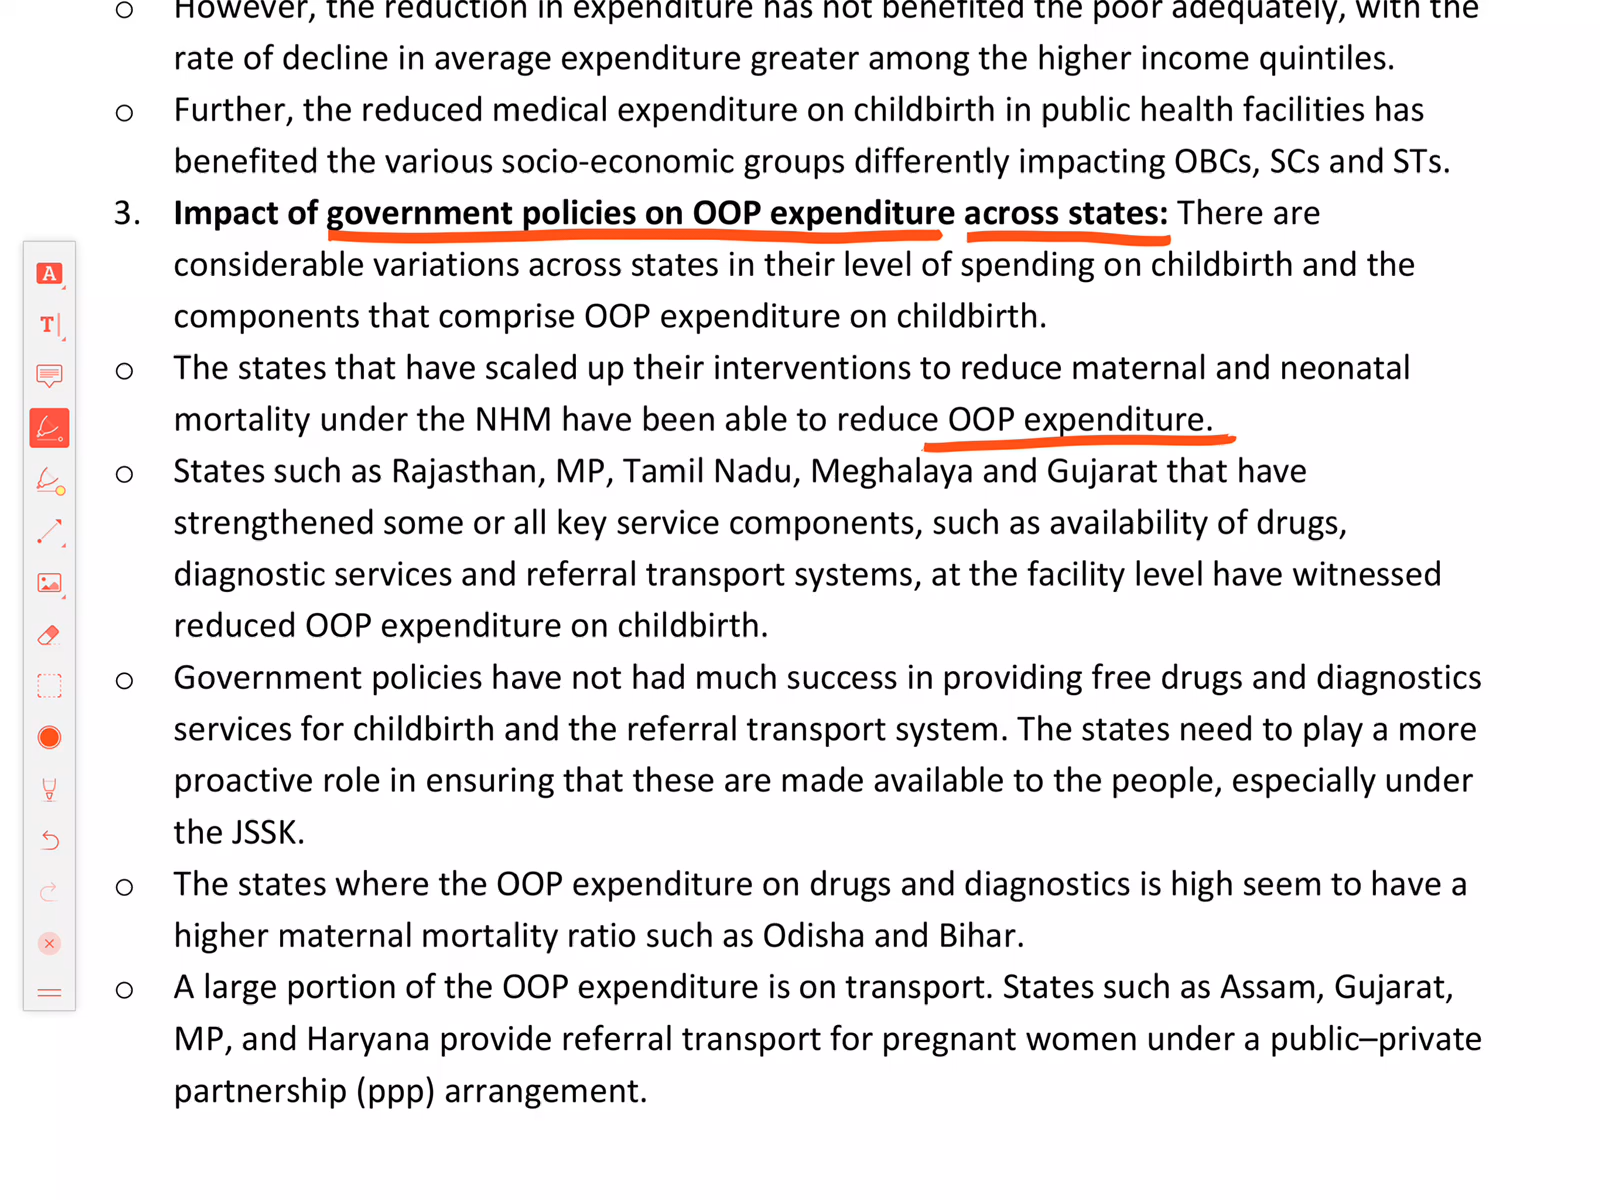 o However, the reduction in expenditure has not benefited the poor adequately, with the
rate of decline in average expenditure greater among the higher income quintiles.
o Further, the reduced medical expenditure on childbirth in public health facilities has
benefited the various socio-economic groups differently impacting OBCs, SCs and STs.
3. Impact of government policies on OOP expenditure across states: There are
considerable variations across states in their level of spending on childbirth and the
components that comprise OOP expenditure on childbirth.
o The states that have scaled up their interventions to reduce maternal and neonatal
mortality under the NHM have been able to reduce OOP expenditure.
o States such as Rajasthan, MP, Tamil Nadu, Meghalaya and Gujarat that have
strengthened some or all key service components, such as availability of drugs,
diagnostic services and referral transport systems, at the facility level have witnessed
reduced OOP expenditure on childbirth.
o Government policies have not had much success in providing free drugs and diagnostics
services for childbirth and the referral transport system. The states need to play a more
proactive role in ensuring that these are made available to the people, especially under
the JSSK.
o The states where the OOP expenditure on drugs and diagnostics is high seem to have a
higher maternal mortality ratio such as Odisha and Bihar.
o A large portion of the OOP expenditure is on transport. States such as Assam, Gujarat,
MP, and Haryana provide referral transport for pregnant women under a public–private
partnership (ppp) arrangement.
A
T